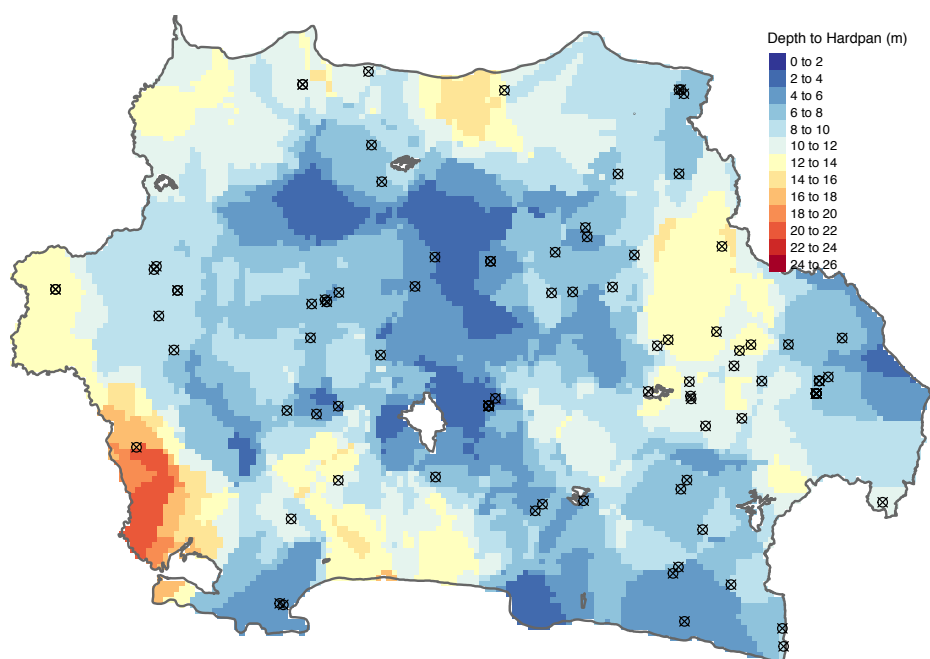 Depth to Hardpan (m)
0 to 2
2 to 4
4 to 6
6 to 8
8 to 10
10 to 12
12 to 14
14 to 16
16 to 18
18 to 20
20 to 22
22 to 24
24 to 26